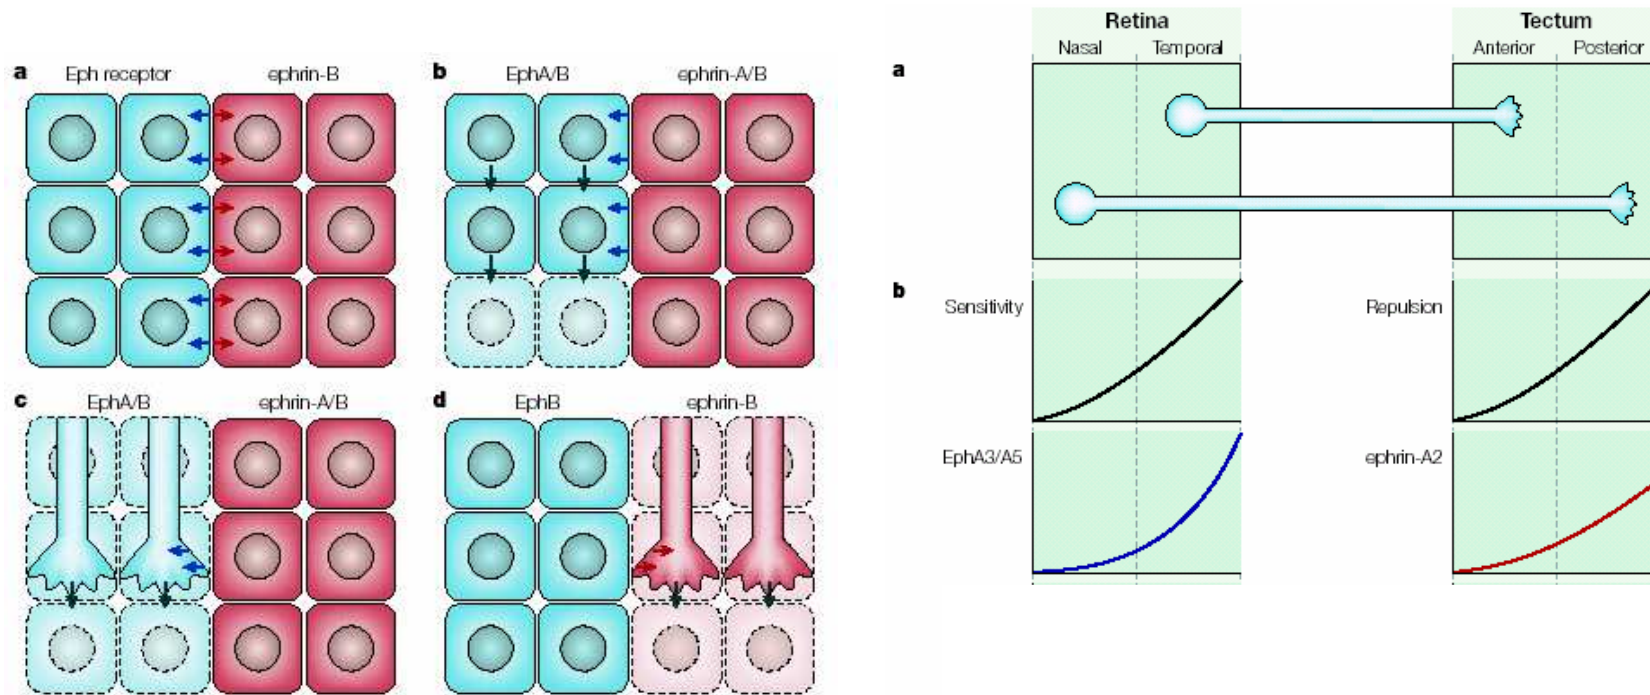 a Eph receptor ephrin-B
b EphA/B ephrin-A/B
c EphA/B ephrin-A/B
d EphB ephrin-B
Retina
Nasal Temporal
Tectum
Anterior Posterior
a
b
Sensitivity
Repulsion
EphA3/A5
ephrin-A2